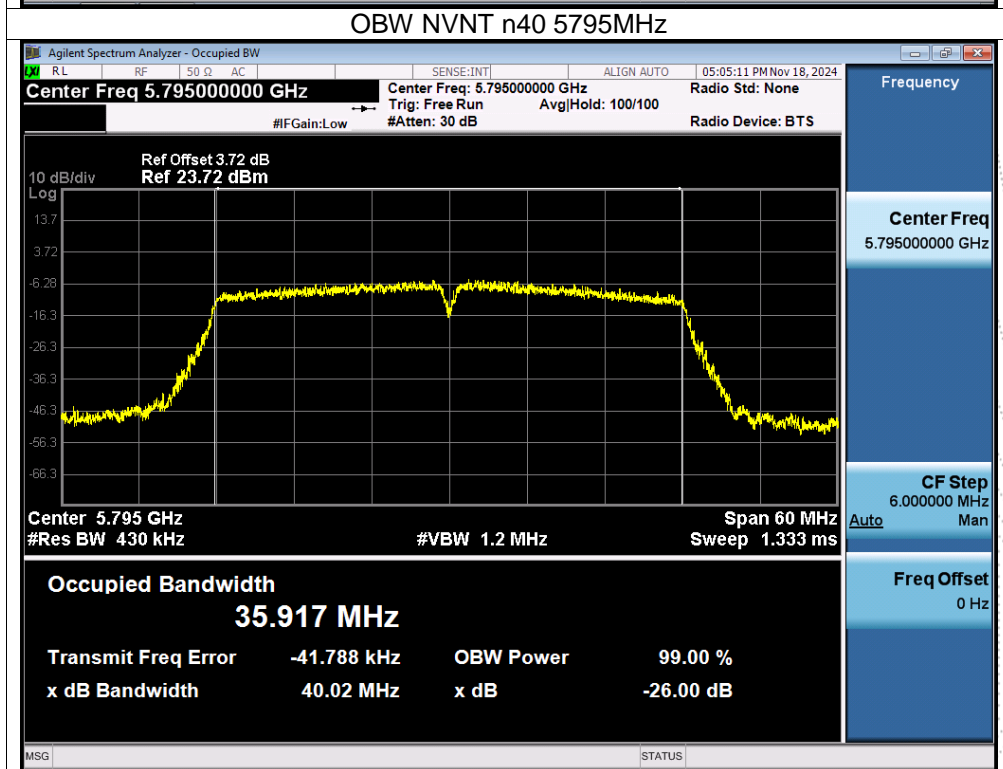 OBW NVNT n40 5795MHz
Agilent Spectrum Analyzer - Occupied BW
LXI RL RF 50 Ω AC SENSE:INT ALIGN AUTO 05:05:11 PM Nov 18, 2024
Center Freq 5.795000000 GHz
Center Freq: 5.795000000 GHz
Radio Std: None
Trig: Free Run Avg|Hold: 100/100
#IFGain:Low #Atten: 30 dB Radio Device: BTS
Frequency
Ref Offset 3.72 dB
10 dB/div Ref 23.72 dBm
Log
13.7
3.72
-6.28
-16.3
-26.3
-36.3
-46.3
-56.3
-66.3
Center Freq
5.795000000 GHz
CF Step
6.000000 MHz
Auto Man
Freq Offset
0 Hz
Center 5.795 GHz Span 60 MHz
#Res BW 430 kHz #VBW 1.2 MHz Sweep 1.333 ms
Occupied Bandwidth
35.917 MHz
Transmit Freq Error -41.788 kHz OBW Power 99.00 %
x dB Bandwidth 40.02 MHz x dB -26.00 dB
MSG STATUS